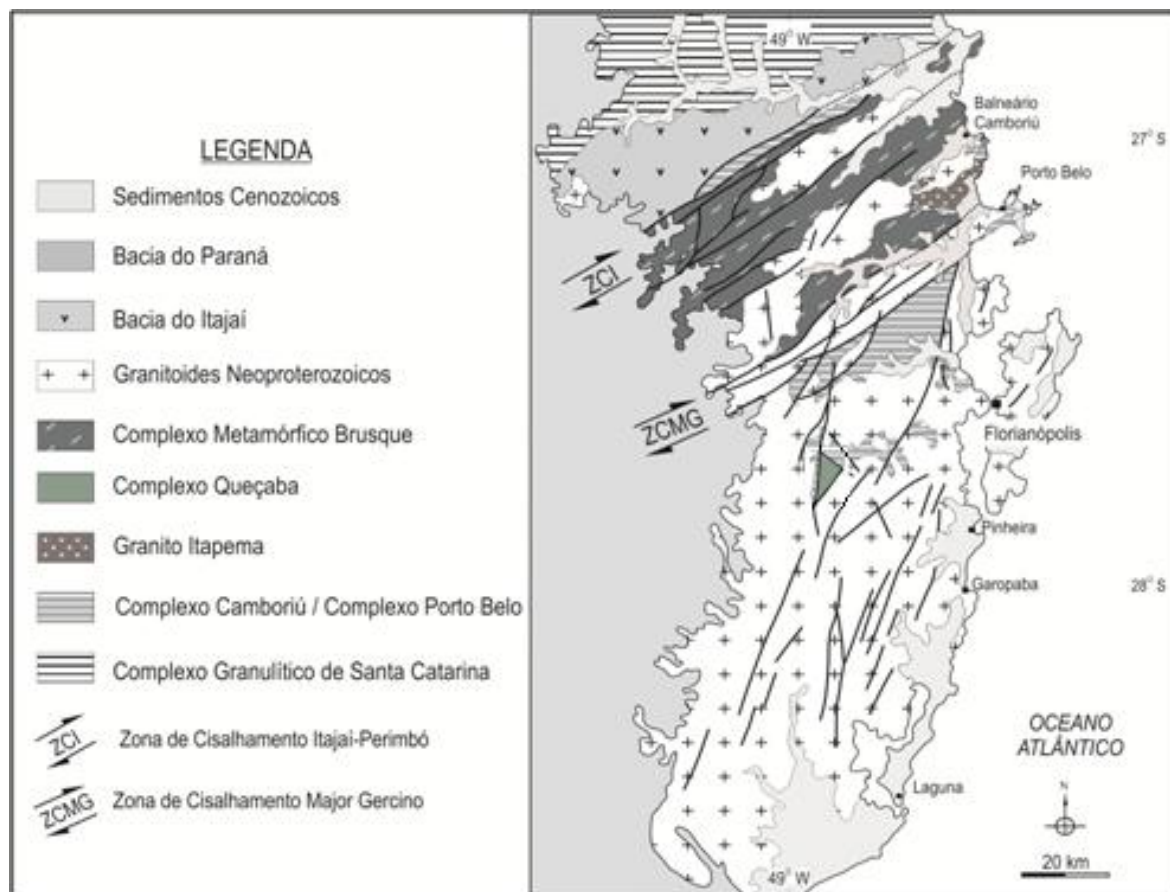 LEGENDA
Sedimentos Cenozoicos
Bacia do Paraná
Bacia do Itajaí
Granitoides Neoproterozoicos
Complexo Metamórfico Brusque
Complexo Queçaba
Granito Itapema
Complexo Camboriú / Complexo Porto Belo
Complexo Granulítico de Santa Catarina
ZCI
Zona de Cisalhamento Itajaí-Perimbó
ZCMG
Zona de Cisalhamento Major Gercino
49° W
Balneário
Camboriú
27° S
Porto Belo
ZCI
ZCMG
Florianópolis
Pinheira
28° S
Garopaba
OCEANO
ATLÂNTICO
Laguna
N
20 km
49° W